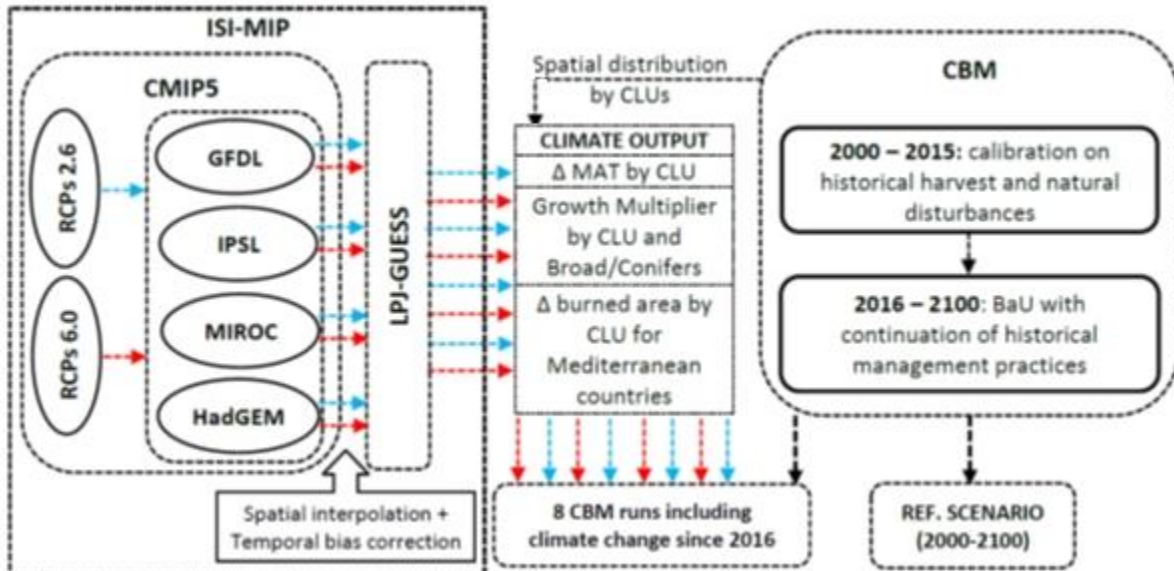 ISI-MIP
CMIP5
RCPs 2.6
RCPs 6.0
GFDL
IPSL
MIROC
HadGEM
LPJ-GUESS
Spatial interpolation +
Temporal bias correction
Spatial distribution
by CLUs
CLIMATE OUTPUT
Δ MAT by CLU
Growth Multiplier
by CLU and
Broad/Conifers
Δ burned area by
CLU for
Mediterranean
countries
8 CBM runs including
climate change since 2016
CBM
2000 – 2015: calibration on
historical harvest and natural
disturbances
2016 – 2100: BaU with
continuation of historical
management practices
REF. SCENARIO
(2000-2100)